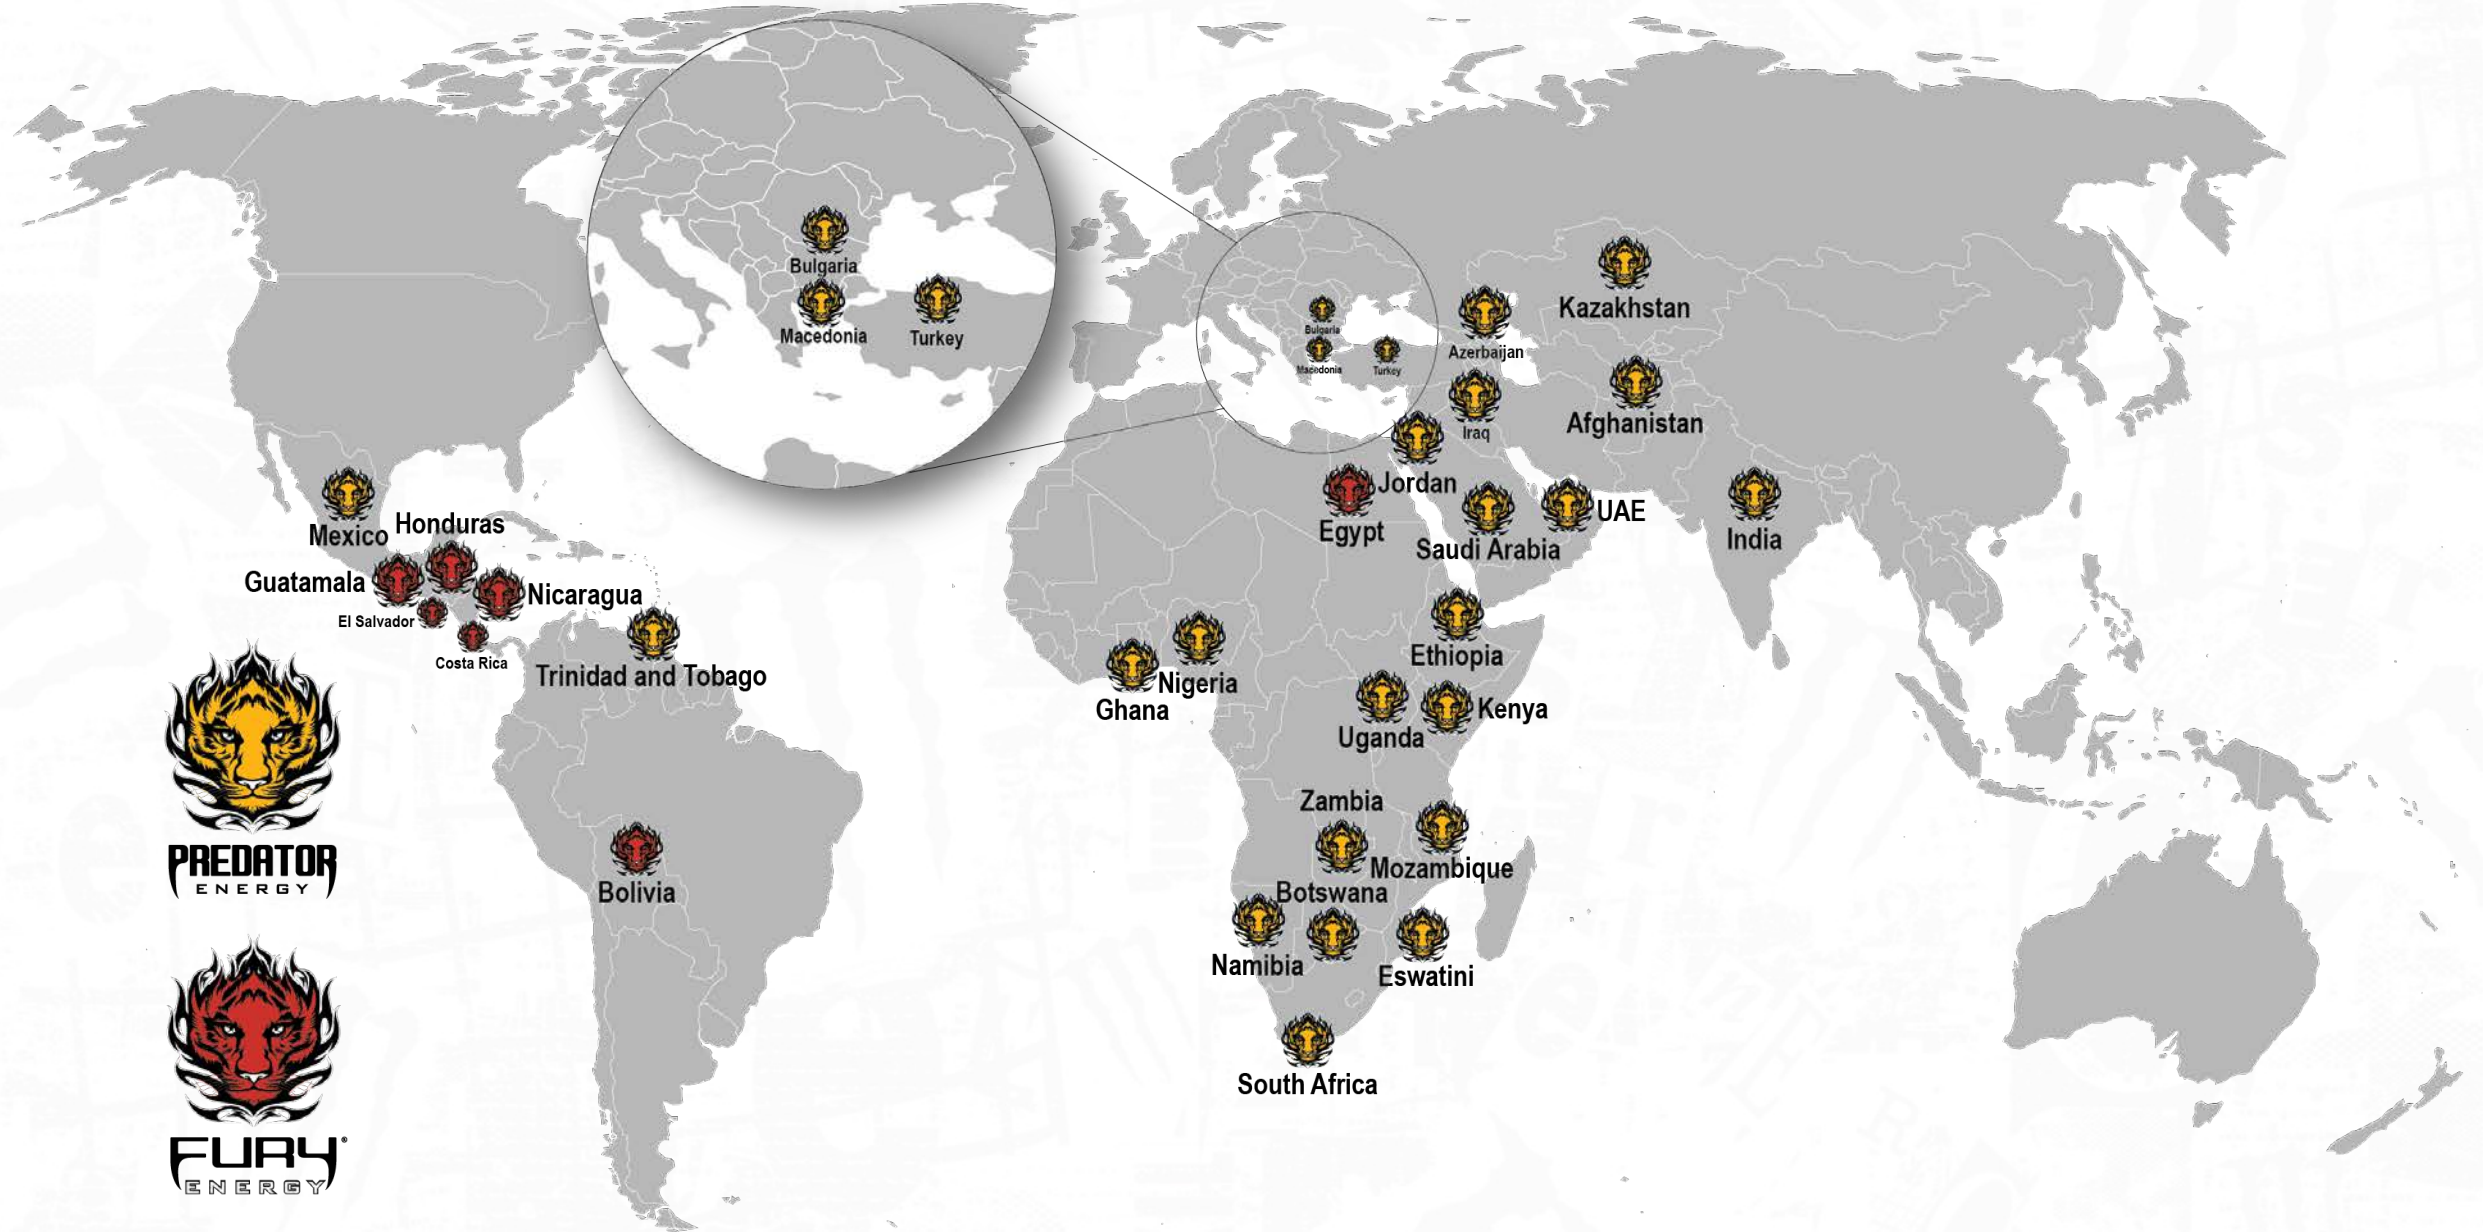 Bulgaria
Macedonia
Turkey
Bulgaria
Macedonia
Turkey
Kazakhstan
Azerbaijan
Afghanistan
Iraq
Jordan
Egypt
Saudi Arabia
UAE
India
Mexico
Honduras
Guatamala
Nicaragua
El Salvador
Costa Rica
Trinidad and Tobago
Ethiopia
Nigeria
Ghana
Uganda
Kenya
Zambia
Mozambique
Botswana
Bolivia
Namibia
Eswatini
South Africa
PREDATOR
ENERGY
FURY®
ENERGY